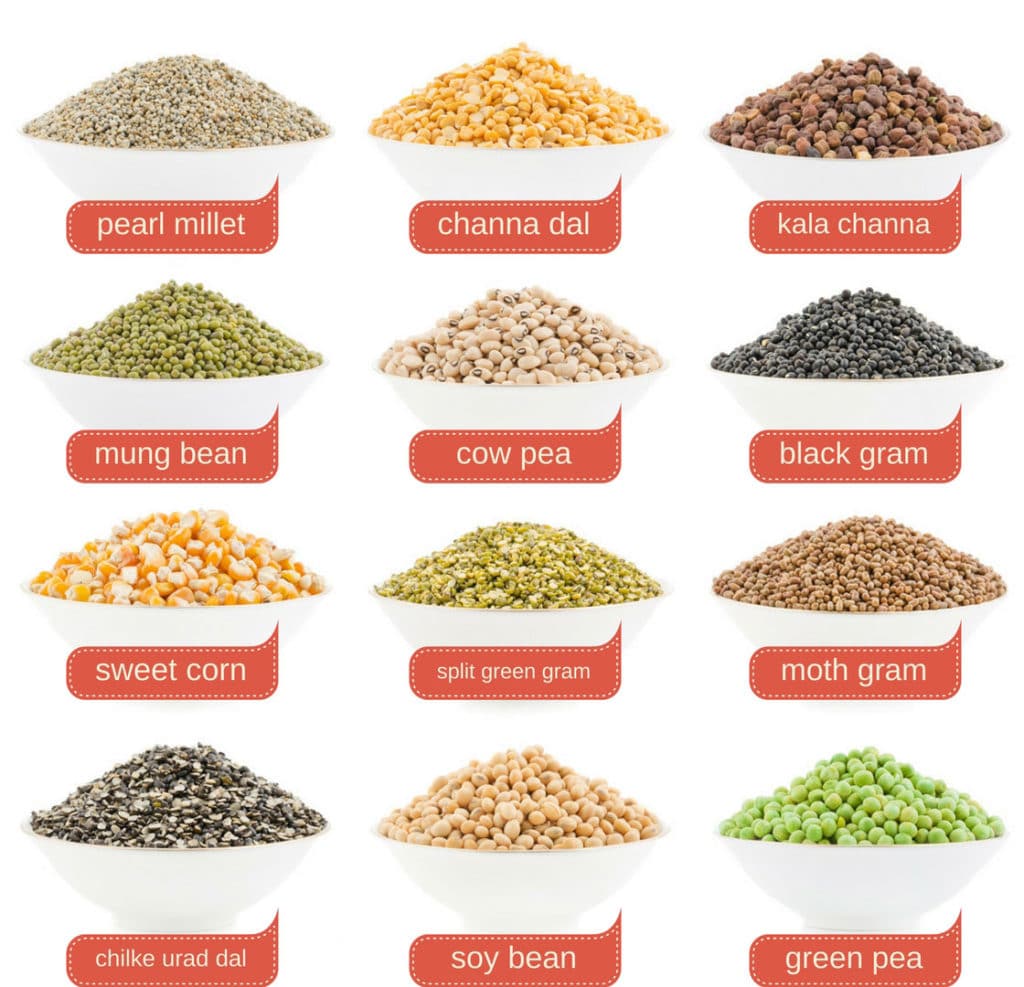 pearl millet
channa dal
kala channa
mung bean
cow pea
black gram
sweet corn
split green gram
moth gram
chilke urad dal
soy bean
green pea